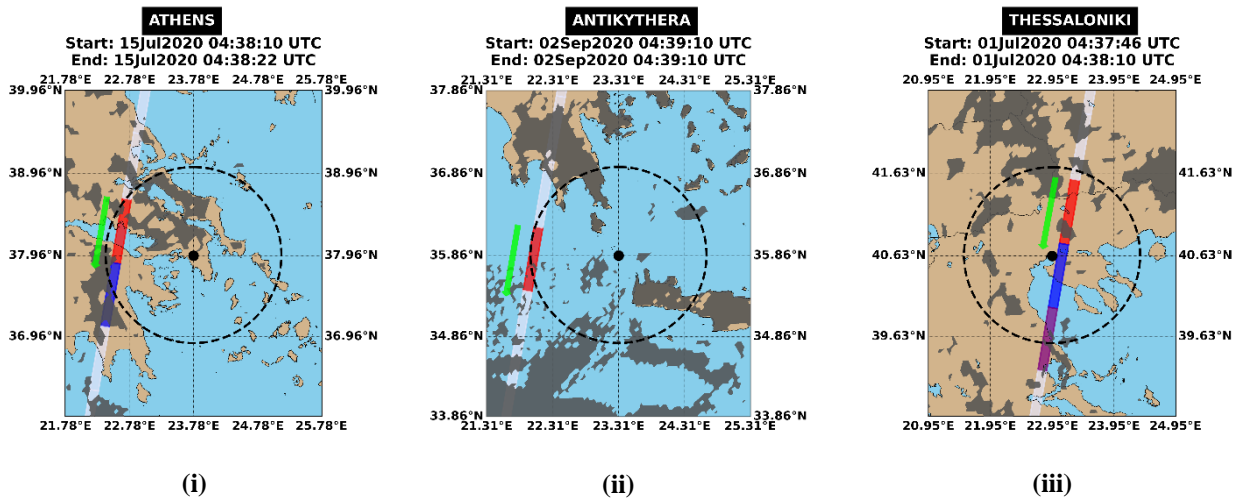 ATHENS
Start: 15Jul2020 04:38:10 UTC
End: 15Jul2020 04:38:22 UTC
21.78°E 22.78°E 23.78°E 24.78°E 25.78°E
39.96°N 39.96°N
38.96°N 38.96°N
37.96°N 37.96°N
36.96°N 36.96°N
21.78°E 22.78°E 23.78°E 24.78°E 25.78°E
(i)
ANTIKYTHERA
Start: 02Sep2020 04:39:10 UTC
End: 02Sep2020 04:39:10 UTC
21.31°E 22.31°E 23.31°E 24.31°E 25.31°E
37.86°N 37.86°N
36.86°N 36.86°N
35.86°N 35.86°N
34.86°N 34.86°N
33.86°N 33.86°N
21.31°E 22.31°E 23.31°E 24.31°E 25.31°E
(ii)
THESSALONIKI
Start: 01Jul2020 04:37:46 UTC
End: 01Jul2020 04:38:10 UTC
20.95°E 21.95°E 22.95°E 23.95°E 24.95°E
41.63°N 41.63°N
40.63°N 40.63°N
39.63°N 39.63°N
20.95°E 21.95°E 22.95°E 23.95°E 24.95°E
(iii)